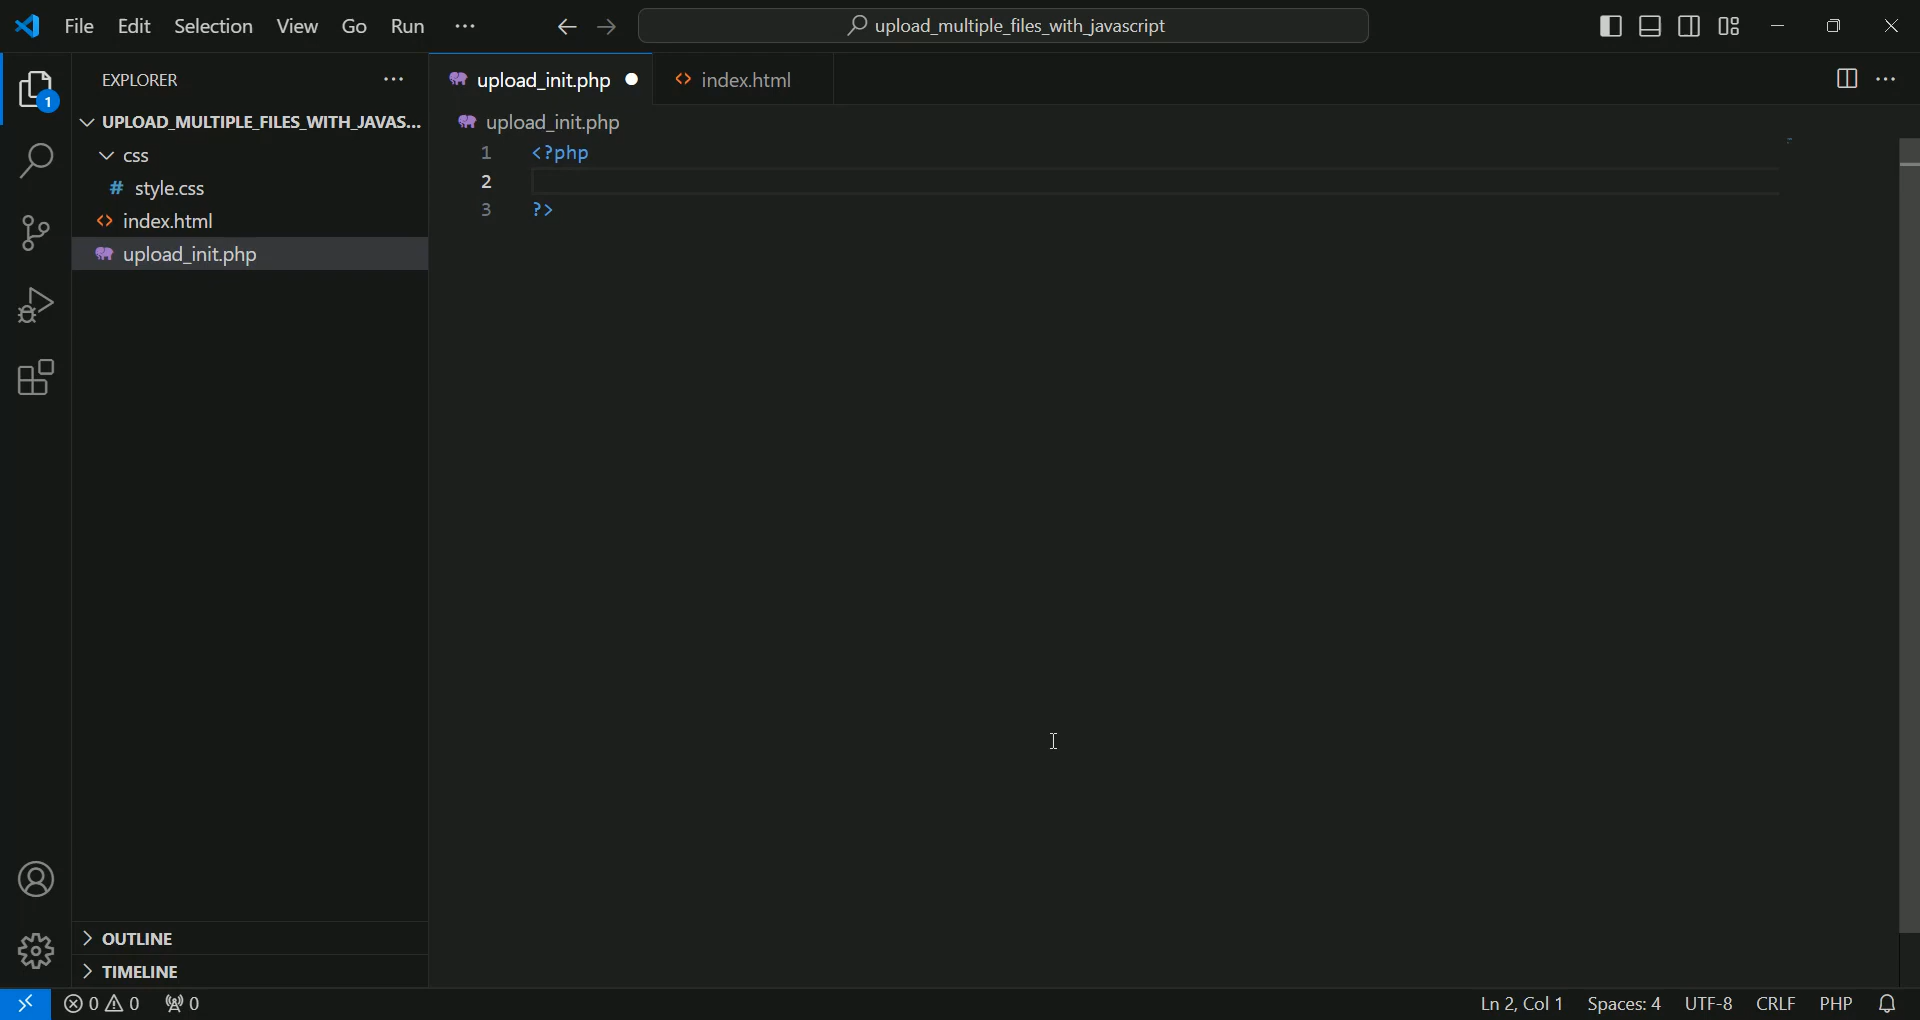 File Edit Selection View Go Run ... upload_multiple_files_with_javascript
EXPLORER
1
UPLOAD_MULTIPLE_FILES_WITH_JAVAS...
css
# style.css
index.html
upload_init.php
OUTLINE
TIMELINE
upload_init.php index.html
upload_init.php
1 <?php
2
3 ?>
0 0 0 Ln 2, Col 1 Spaces: 4 UTF-8 CRLF PHP